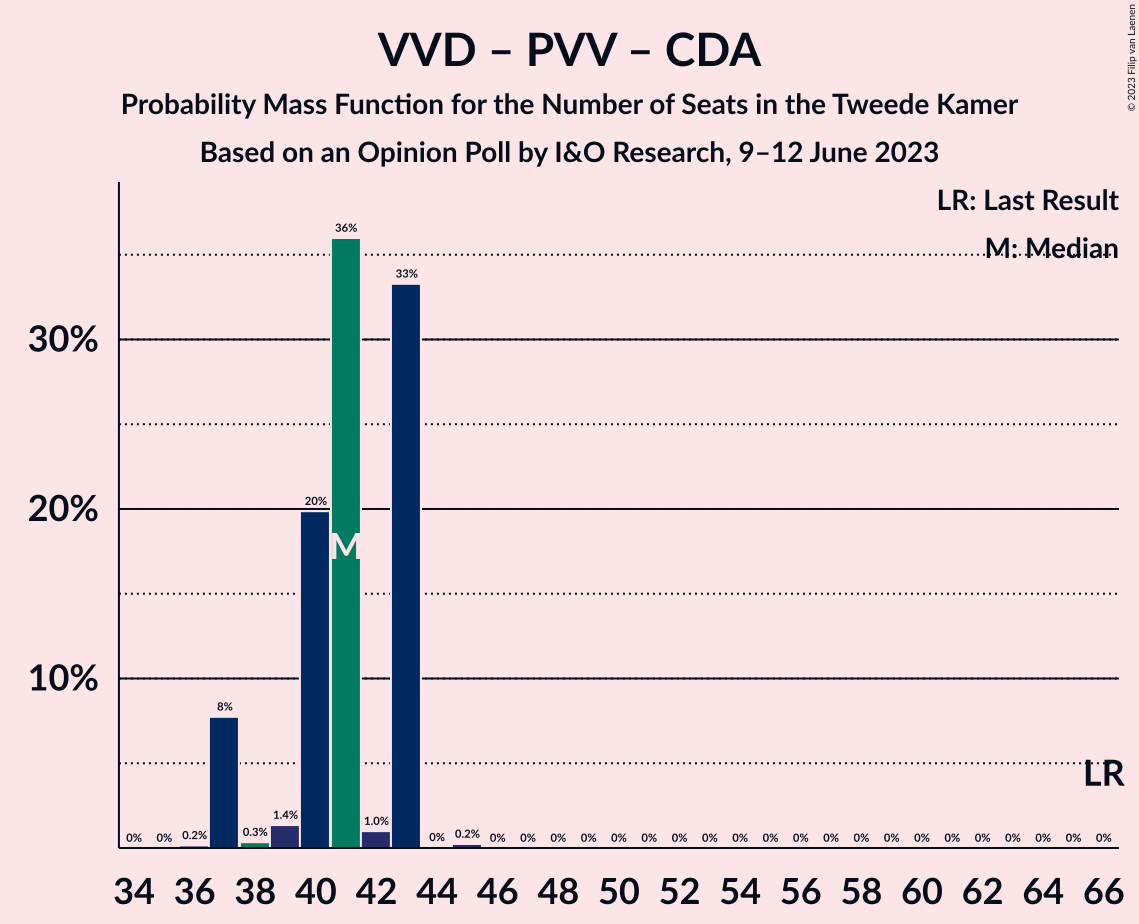 VVD – PVV – CDA
Probability Mass Function for the Number of Seats in the Tweede Kamer
Based on an Opinion Poll by I&O Research, 9–12 June 2023
© 2023 Filip van Laenen
LR: Last Result
M: Median
30%
20%
10%
0% 0% 0.2% 8% 0.3% 1.4% 20% 36% 1.0% 33% 0% 0.2% 0% 0% 0% 0% 0% 0% 0% 0% 0% 0% 0% 0% 0% 0% 0% 0% 0% 0% 0% 0% 0%
M
LR
34 36 38 40 42 44 46 48 50 52 54 56 58 60 62 64 66